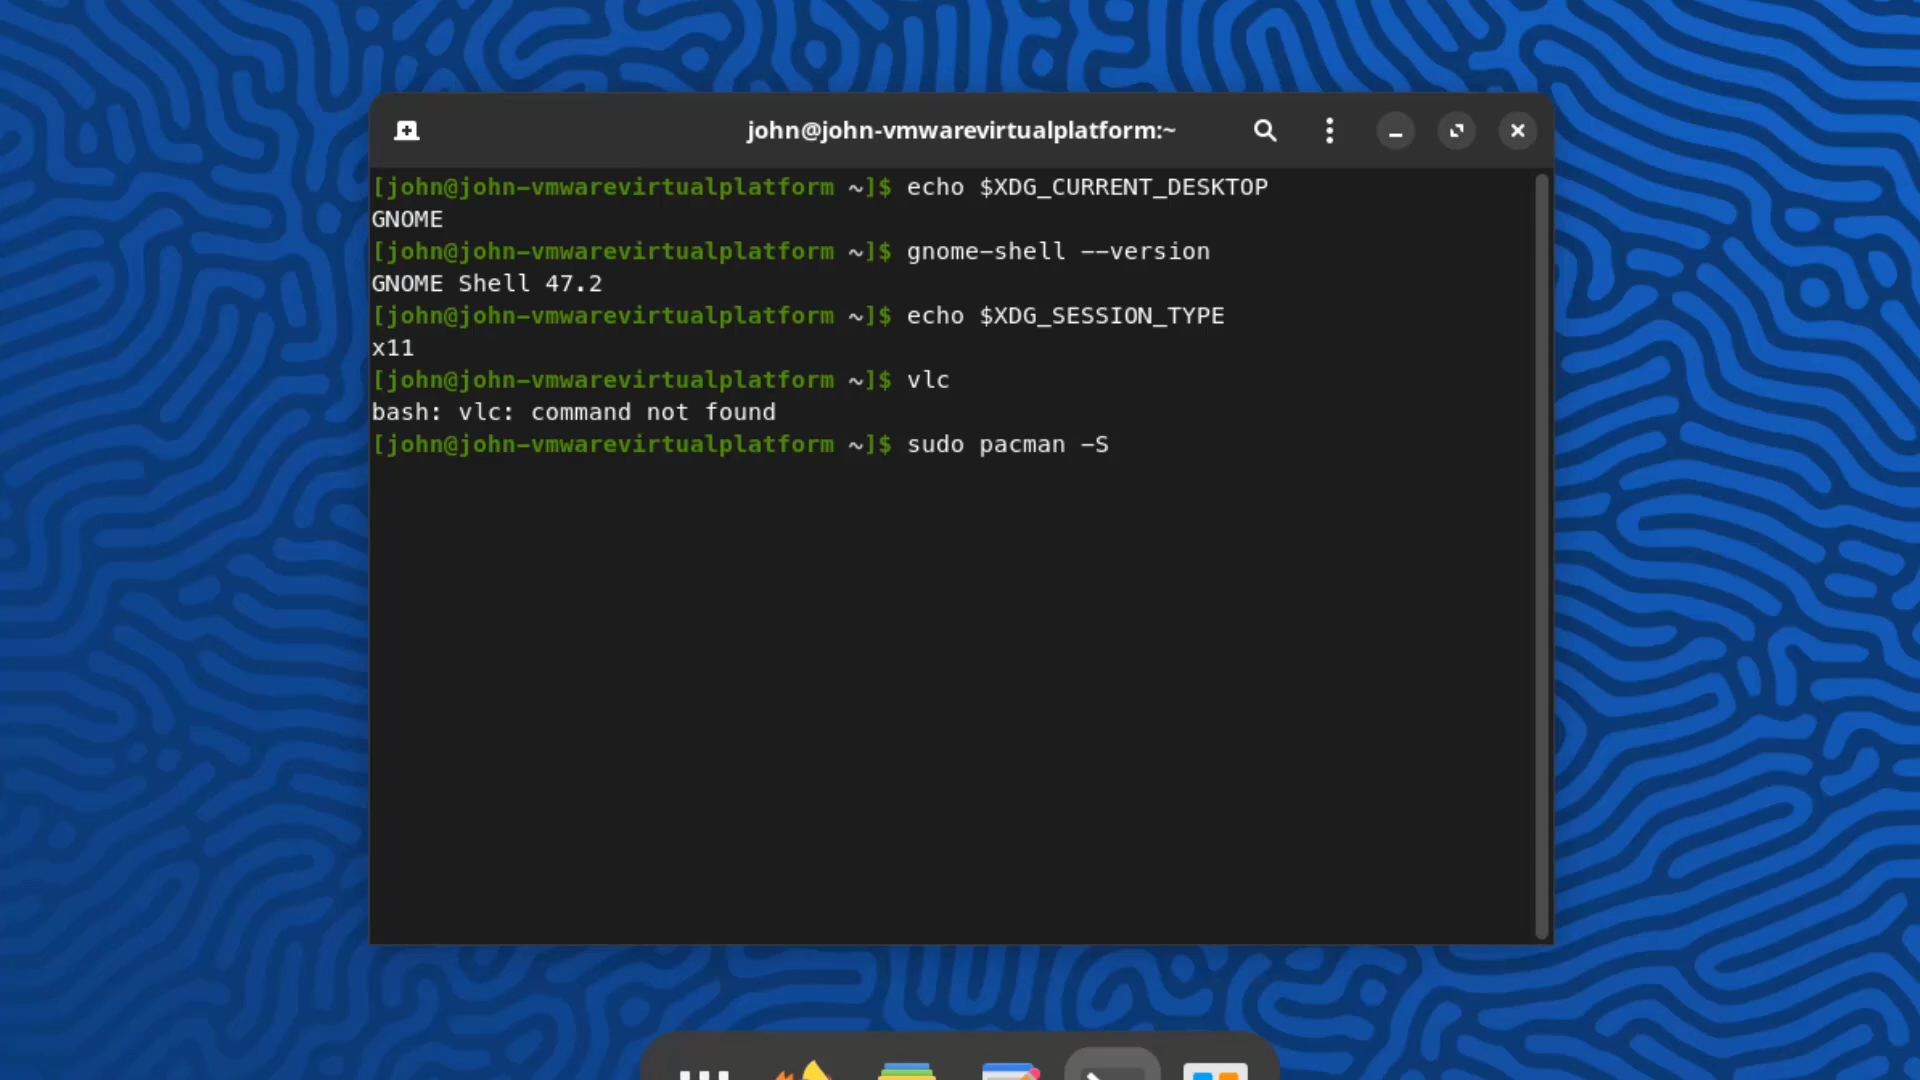 john@john-vmwarevirtualplatform:~
[john@john-vmwarevirtualplatform ~]$ echo $XDG_CURRENT_DESKTOP
GNOME
[john@john-vmwarevirtualplatform ~]$ gnome-shell --version
GNOME Shell 47.2
[john@john-vmwarevirtualplatform ~]$ echo $XDG_SESSION_TYPE
x11
[john@john-vmwarevirtualplatform ~]$ vlc
bash: vlc: command not found
[john@john-vmwarevirtualplatform ~]$ sudo pacman -S